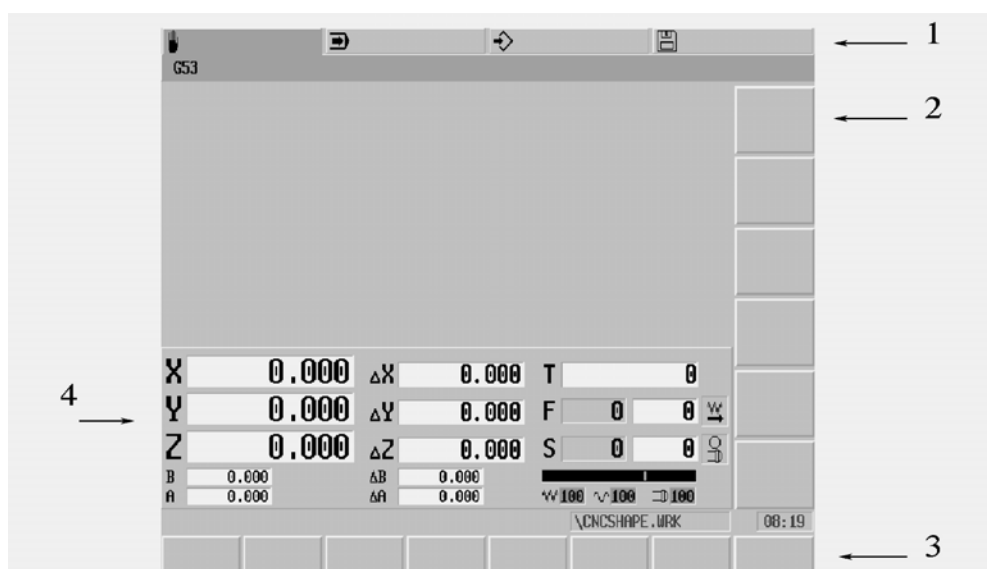 1
G53
2
X 0.000 ΔX 0.000 T 0
4
Y 0.000 ΔY 0.000 F 0 0
Z 0.000 ΔZ 0.000 S 0 0
B 0.000 ΔB 0.000
A 0.000 ΔA 0.000 100 100 100
\CNCSHAPE.WRK 08:19
3